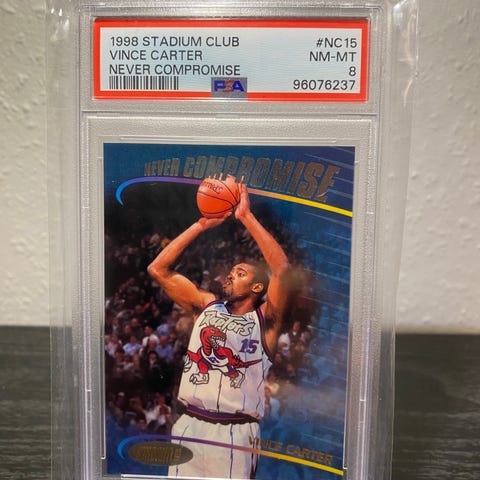 1998 STADIUM CLUB #NC15
VINCE CARTER NM-MT
NEVER COMPROMISE 8
PSA 96076237
NEVER COMPROMISE
Raptors
15
VINCE CARTER